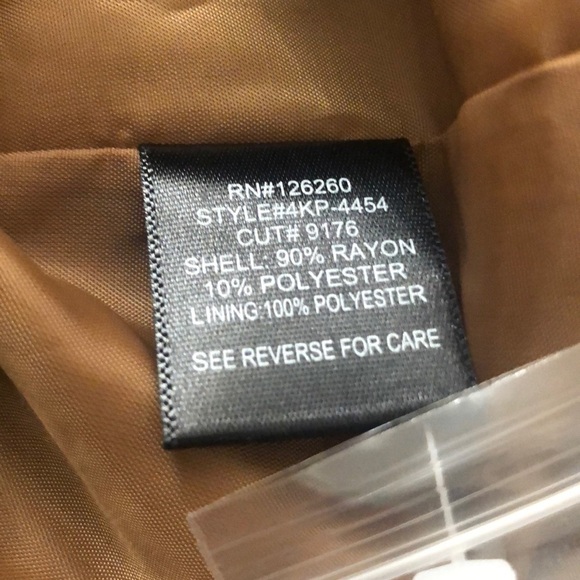 RN#126260
STYLE#4KP-4454
CUT# 9176
SHELL: 90% RAYON
10% POLYESTER
LINING:100% POLYESTER
SEE REVERSE FOR CARE